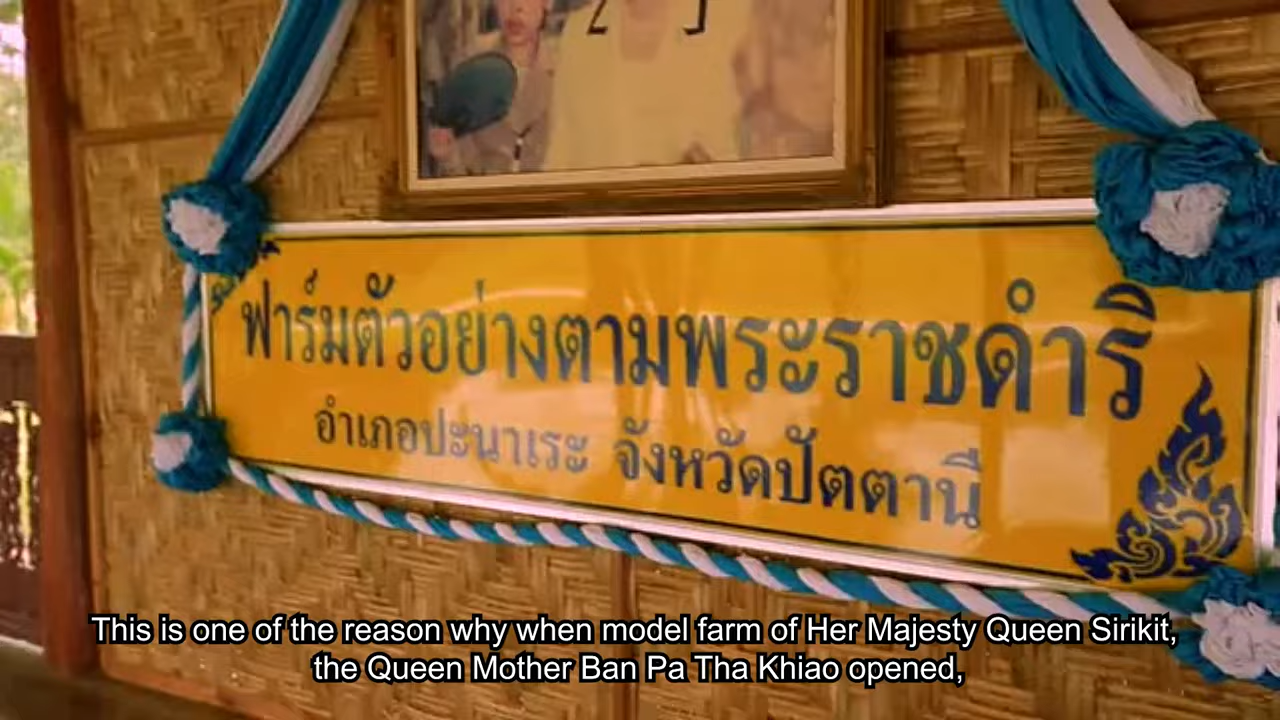 ฟาร์มตัวอย่างตามพระราชดำริ
อำเภอปะนาเระ จังหวัดปัตตานี
This is one of the reason why when model farm of Her Majesty Queen Sirikit,
the Queen Mother Ban Pa Tha Khiao opened,